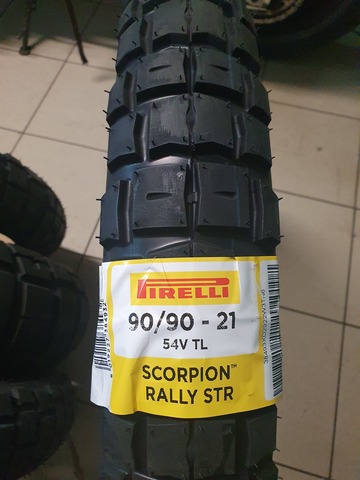 PIRELLI
90/90 - 21
54V TL
SCORPION™
RALLY STR